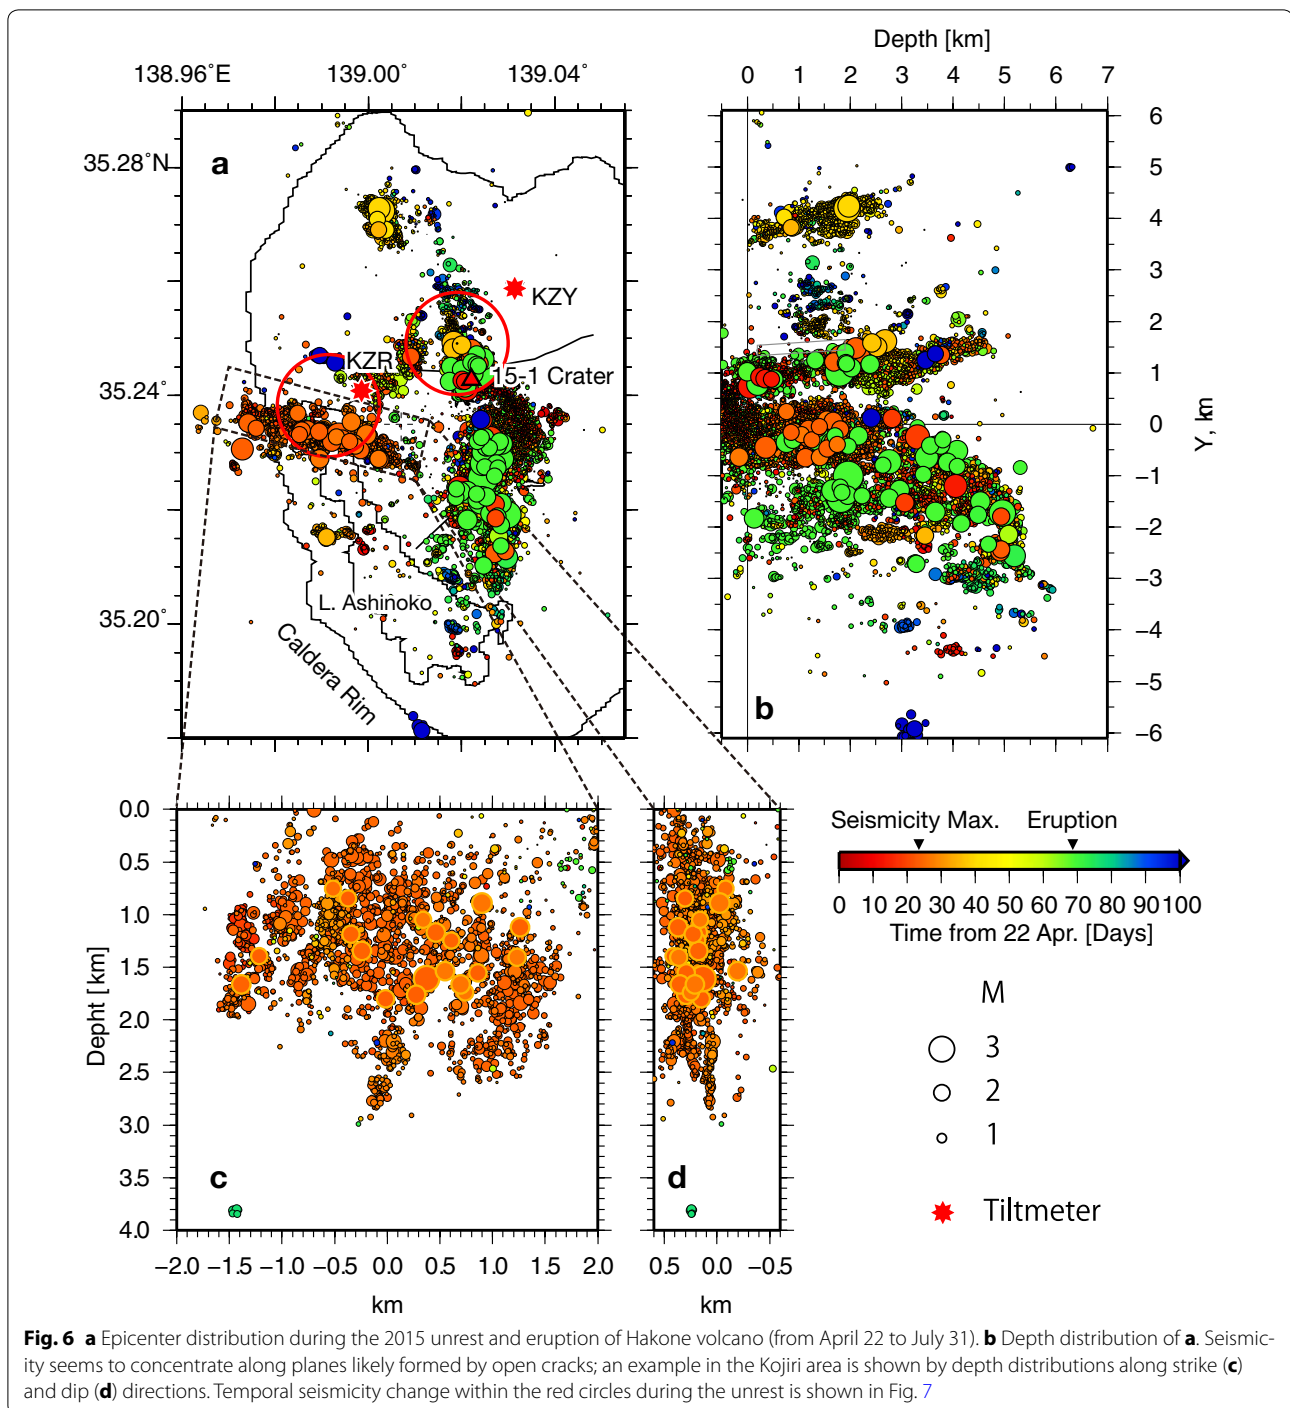 Depth [km]
138.96˚E 139.00˚ 139.04˚
0 1 2 3 4 5 6 7
35.28˚N
35.24˚
35.20˚
a
KZY
KZR
15-1 Crater
L. Ashinoko
Caldera Rim
b
6
5
4
3
2
1
0
−1
−2
−3
−4
−5
−6
Y, km
0.0
0.5
1.0
1.5
2.0
2.5
3.0
3.5
4.0
Depht [km]
c
−2.0 −1.5 −1.0 −0.5 0.0 0.5 1.0 1.5 2.0
km
d
0.5 0.0 −0.5
km
Seismicity Max. Eruption
0 10 20 30 40 50 60 70 80 90 100
Time from 22 Apr. [Days]
M
3
2
1
Tiltmeter
Fig. 6 a Epicenter distribution during the 2015 unrest and eruption of Hakone volcano (from April 22 to July 31). b Depth distribution of a. Seismic-
ity seems to concentrate along planes likely formed by open cracks; an example in the Kojiri area is shown by depth distributions along strike (c)
and dip (d) directions. Temporal seismicity change within the red circles during the unrest is shown in Fig. 7